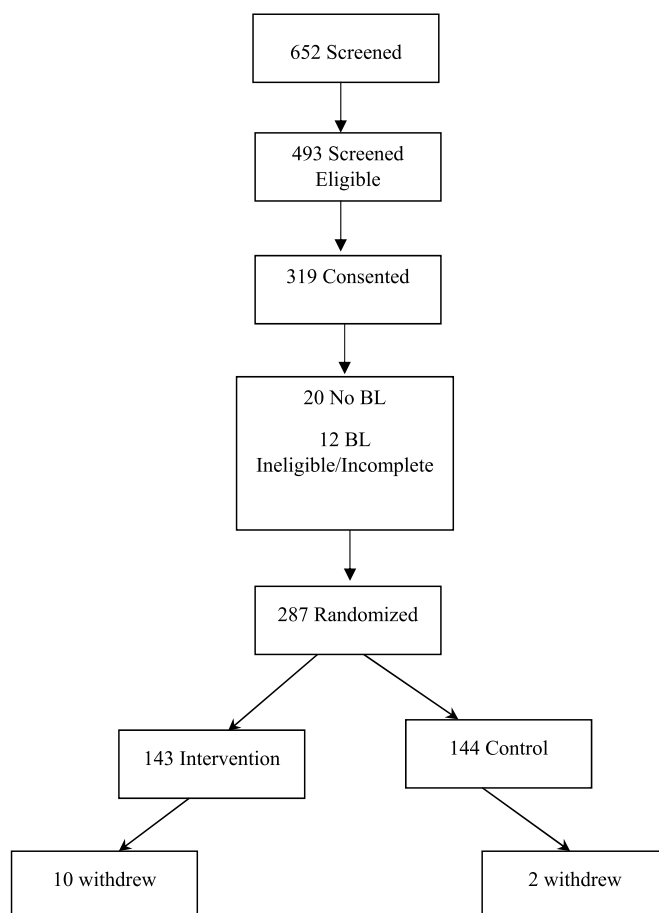 652 Screened
493 Screened
Eligible
319 Consented
20 No BL
12 BL
Ineligible/Incomplete
287 Randomized
143 Intervention
144 Control
10 withdrew
2 withdrew